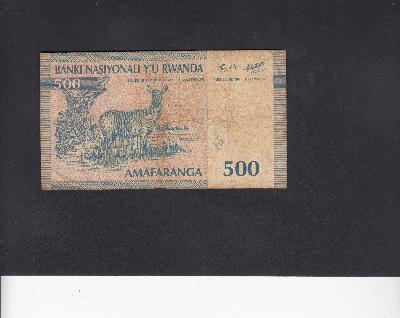 BANKI NASIYONALI Y'U RWANDA
500
AMAFARANGA
500